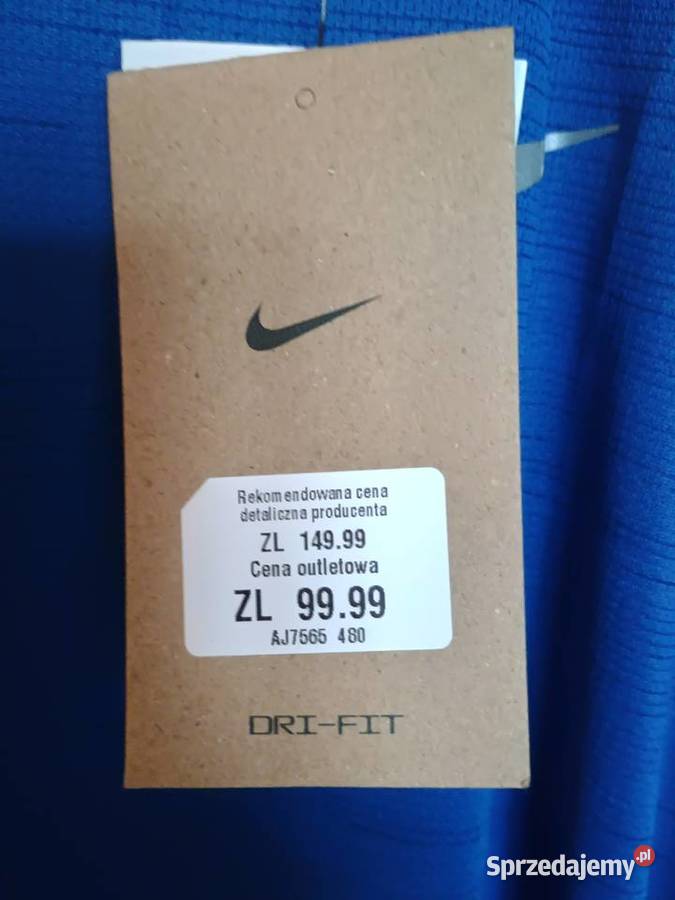 Rekomendowana cena
detaliczna producenta
ZL 149.99
Cena outletowa
ZL 99.99
AJ7565 480
DRI-FIT
Sprzedajemy.pl